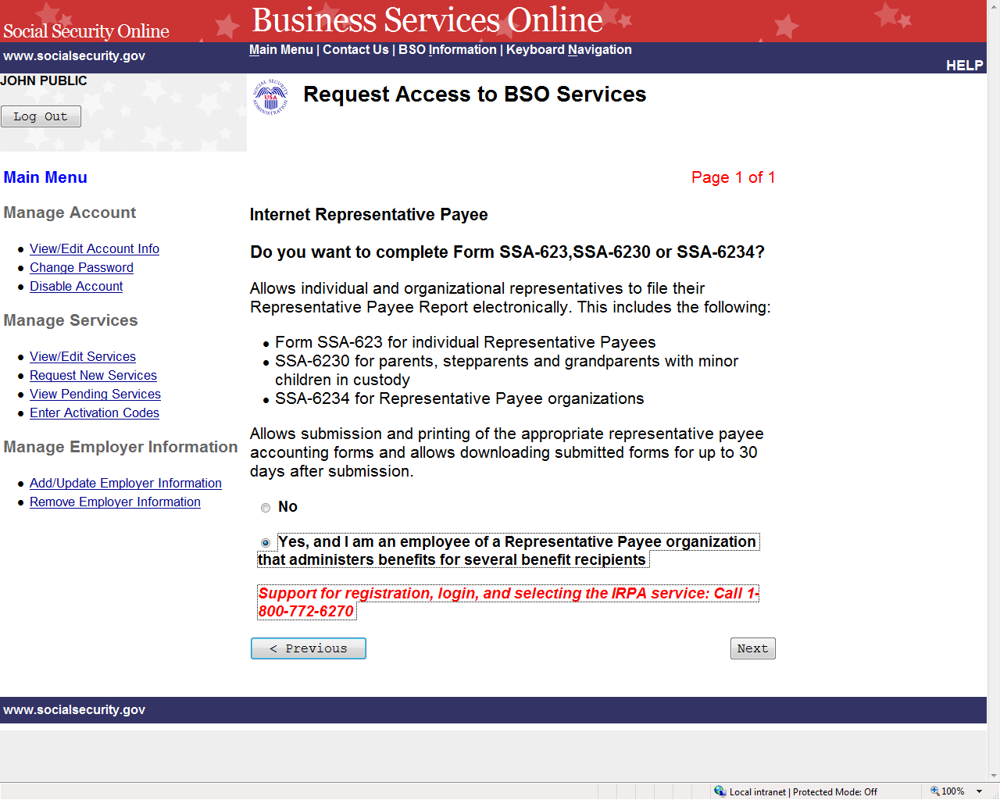 Social Security Online
Business Services Online
www.socialsecurity.gov
Main Menu | Contact Us | BSO Information | Keyboard Navigation
HELP
JOHN PUBLIC
Log Out
SOCIAL SECURITY
USA
ADMINISTRATION
Request Access to BSO Services
Main Menu
Manage Account
View/Edit Account Info
Change Password
Disable Account
Manage Services
View/Edit Services
Request New Services
View Pending Services
Enter Activation Codes
Manage Employer Information
Add/Update Employer Information
Remove Employer Information
Page 1 of 1
Internet Representative Payee
Do you want to complete Form SSA-623,SSA-6230 or SSA-6234?
Allows individual and organizational representatives to file their
Representative Payee Report electronically. This includes the following:
Form SSA-623 for individual Representative Payees
SSA-6230 for parents, stepparents and grandparents with minor
children in custody
SSA-6234 for Representative Payee organizations
Allows submission and printing of the appropriate representative payee
accounting forms and allows downloading submitted forms for up to 30
days after submission.
No
Yes, and I am an employee of a Representative Payee organization
that administers benefits for several benefit recipients
Support for registration, login, and selecting the IRPA service: Call 1-
800-772-6270
< Previous
Next
www.socialsecurity.gov
Local intranet | Protected Mode: Off
100%